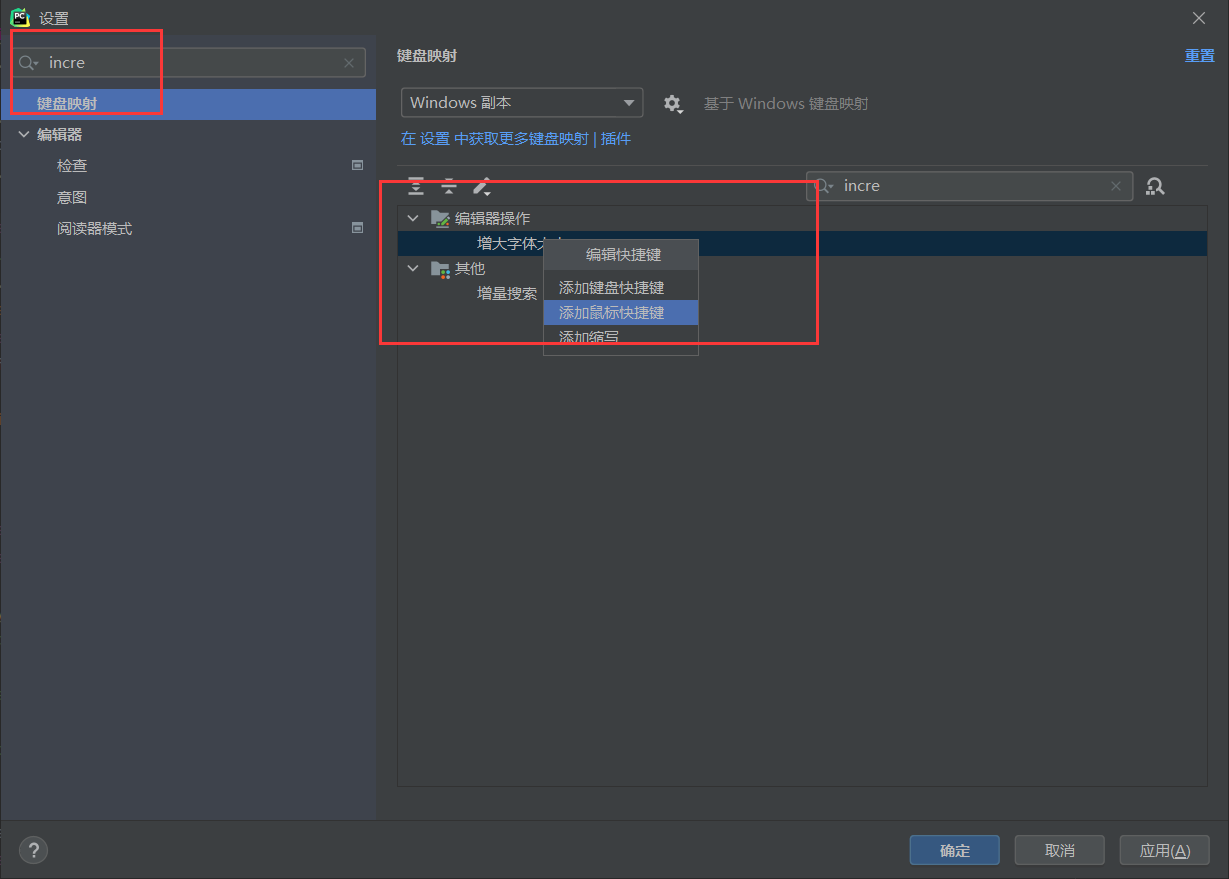 PC
设置
incre
键盘映射
编辑器
检查
意图
阅读器模式
键盘映射
重置
Windows 副本
基于 Windows 键盘映射
在 设置 中获取更多键盘映射 | 插件
incre
编辑器操作
增大字体
其他
增量搜索
编辑快捷键
添加键盘快捷键
添加鼠标快捷键
添加缩写
?
确定
取消
应用(A)